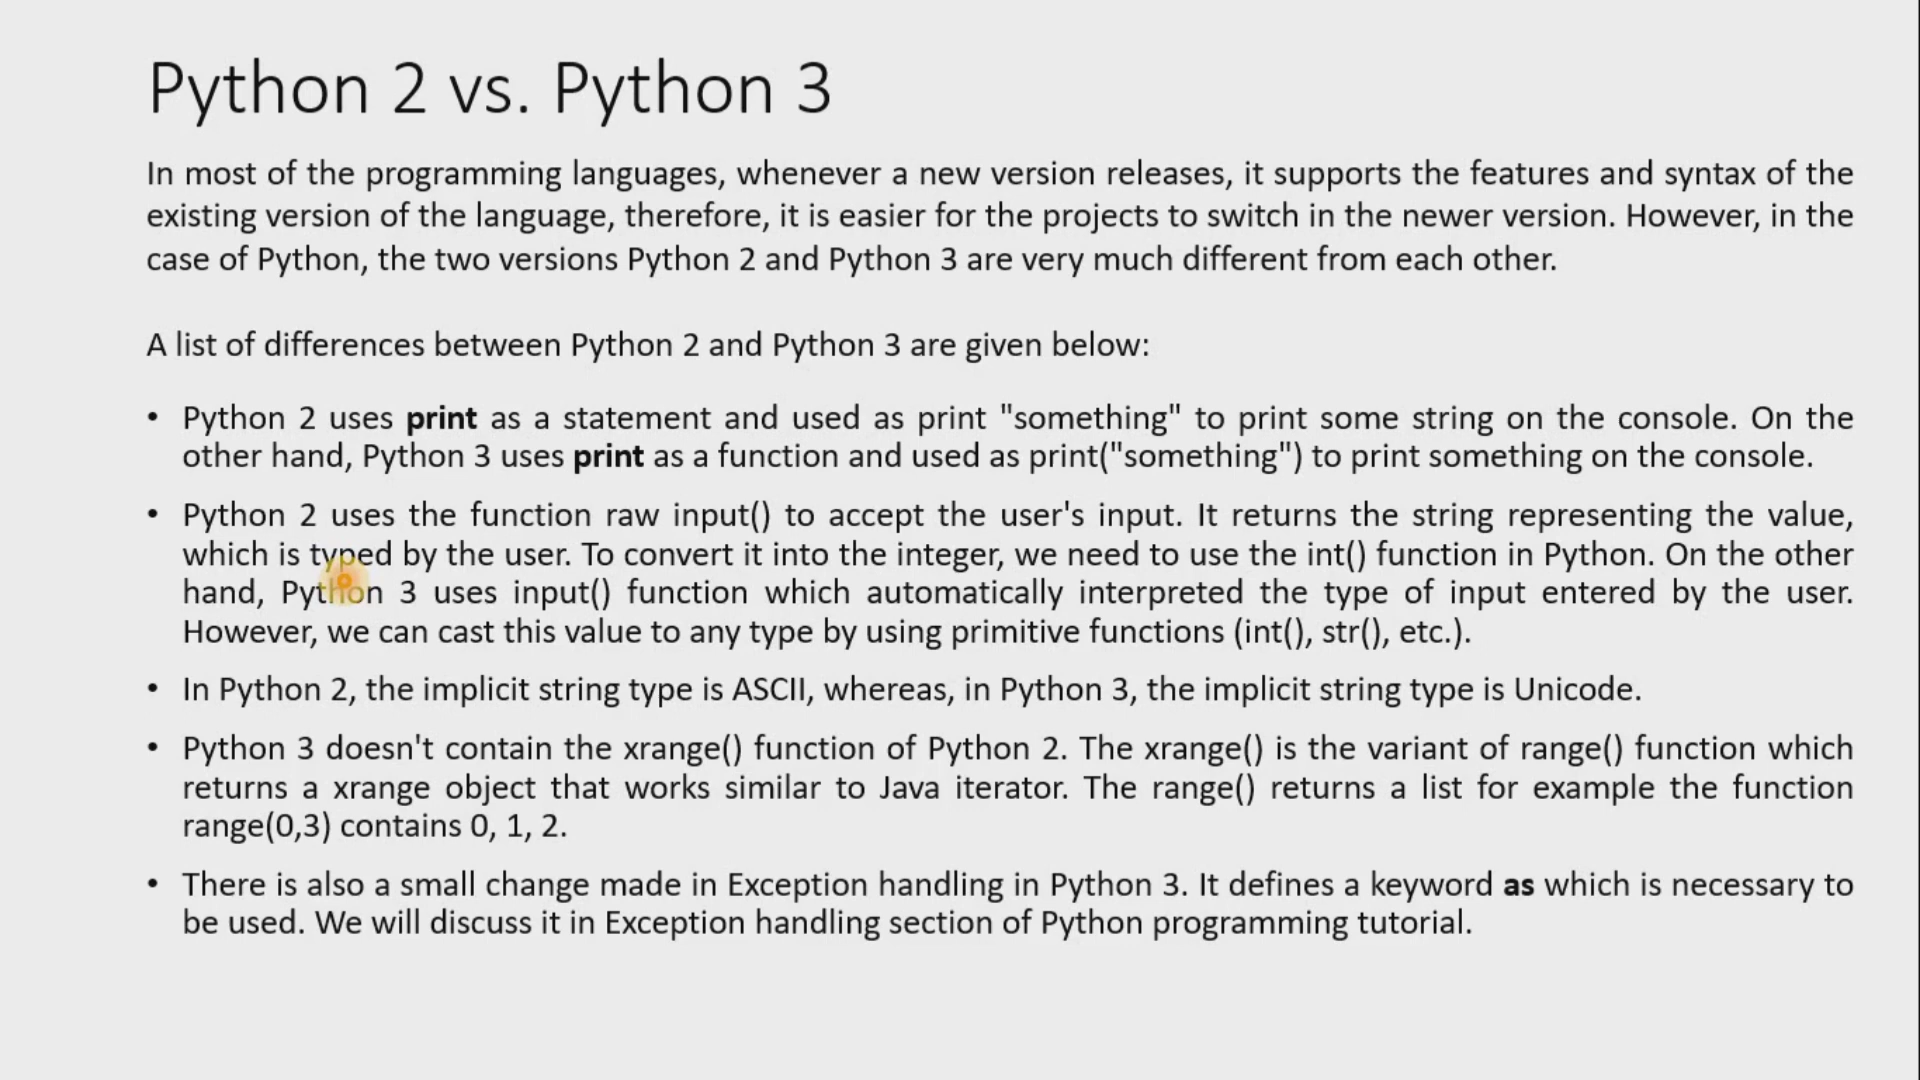 Python 2 vs. Python 3
In most of the programming languages, whenever a new version releases, it supports the features and syntax of the
existing version of the language, therefore, it is easier for the projects to switch in the newer version. However, in the
case of Python, the two versions Python 2 and Python 3 are very much different from each other.
A list of differences between Python 2 and Python 3 are given below:
• Python 2 uses print as a statement and used as print "something" to print some string on the console. On the
other hand, Python 3 uses print as a function and used as print("something") to print something on the console.
• Python 2 uses the function raw input() to accept the user's input. It returns the string representing the value,
which is typed by the user. To convert it into the integer, we need to use the int() function in Python. On the other
hand, Python 3 uses input() function which automatically interpreted the type of input entered by the user.
However, we can cast this value to any type by using primitive functions (int(), str(), etc.).
• In Python 2, the implicit string type is ASCII, whereas, in Python 3, the implicit string type is Unicode.
• Python 3 doesn't contain the xrange() function of Python 2. The xrange() is the variant of range() function which
returns a xrange object that works similar to Java iterator. The range() returns a list for example the function
range(0,3) contains 0, 1, 2.
• There is also a small change made in Exception handling in Python 3. It defines a keyword as which is necessary to
be used. We will discuss it in Exception handling section of Python programming tutorial.